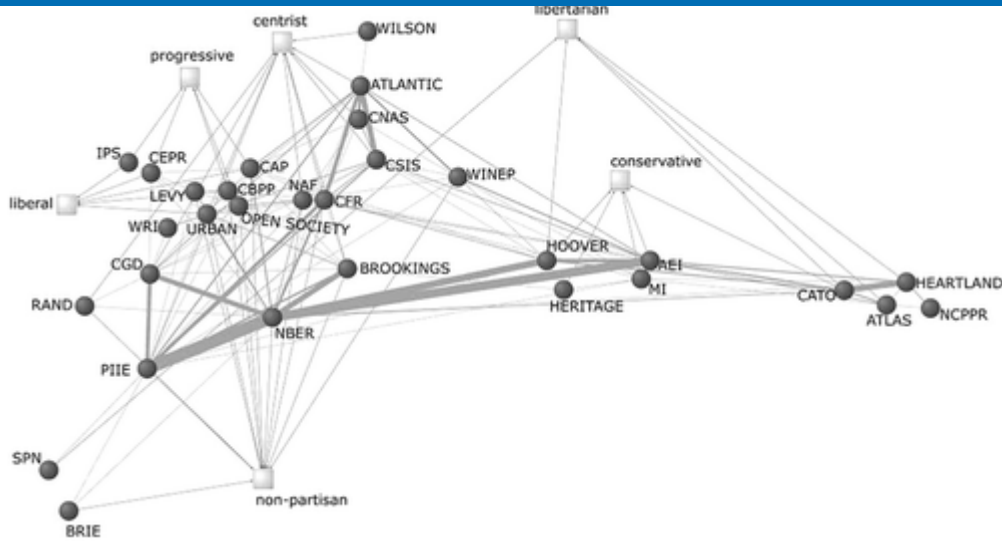 libertarian
centrist
WILSON
progressive
ATLANTIC
CNAS
IPS
CEPR
CAP
CSIS
WINEP
conservative
LEVY
CBPP
NAF
CFR
liberal
WRI
URBAN
OPEN SOCIETY
HOOVER
CGD
BROOKINGS
AEI
MI
HEARTLAND
RAND
HERITAGE
CATO
ATLAS
NCPPR
NBER
PIIE
SPN
non-partisan
BRIE